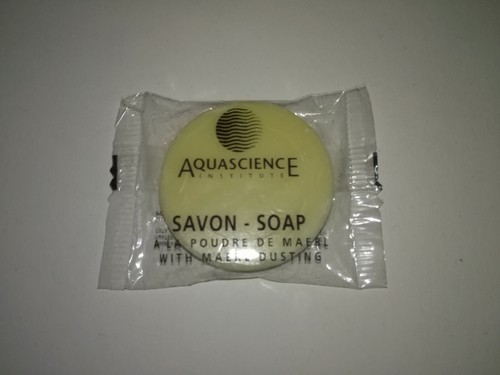 AQUASCIENCE
INSTITUTE
SAVON - SOAP
A LA POUDRE DE MAERL
WITH MAERL DUSTING